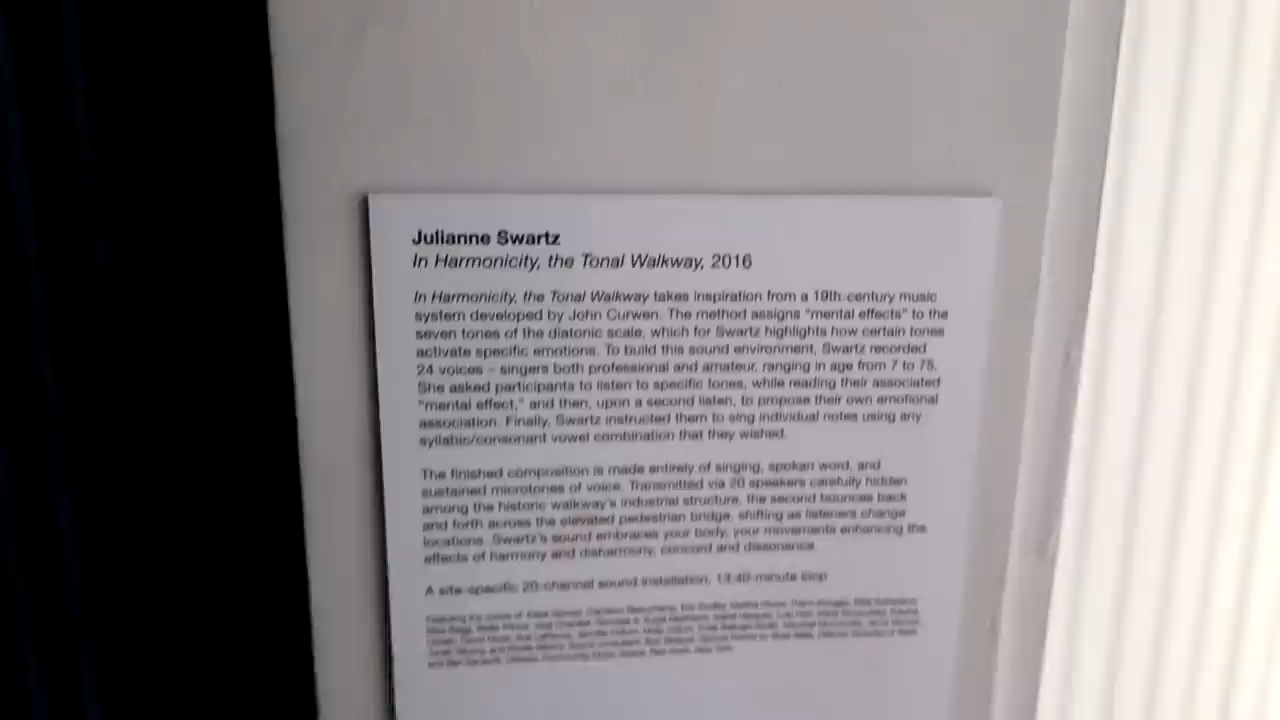 Julianne Swartz
In Harmonicity, the Tonal Walkway, 2016
In Harmonicity, the Tonal Walkway takes inspiration from a 19th-century music
system developed by John Curwen. The method assigns "mental effects" to the
seven tones of the diatonic scale, which for Swartz highlights how certain tones
activate specific emotions. To build this sound environment, Swartz recorded
24 voices – singers both professional and amateur, ranging in age from 7 to 75.
She asked participants to listen to specific tones, while reading their associated
"mental effect," and then, upon a second listen, to propose their own emotional
association. Finally, Swartz instructed them to sing individual notes using any
syllabic/consonant vowel combination that they wished.
The finished composition is made entirely of singing, spoken word, and
sustained microtones of voice. Transmitted via 20 speakers carefully hidden
among the historic walkway's industrial structure, the second bounces back
and forth across the elevated pedestrian bridge, shifting as listeners change
locations. Swartz's sound embraces your body, your movements enhancing the
effects of harmony and disharmony, concord and dissonance.
A site-specific 20-channel sound installation, 13:40-minute loop